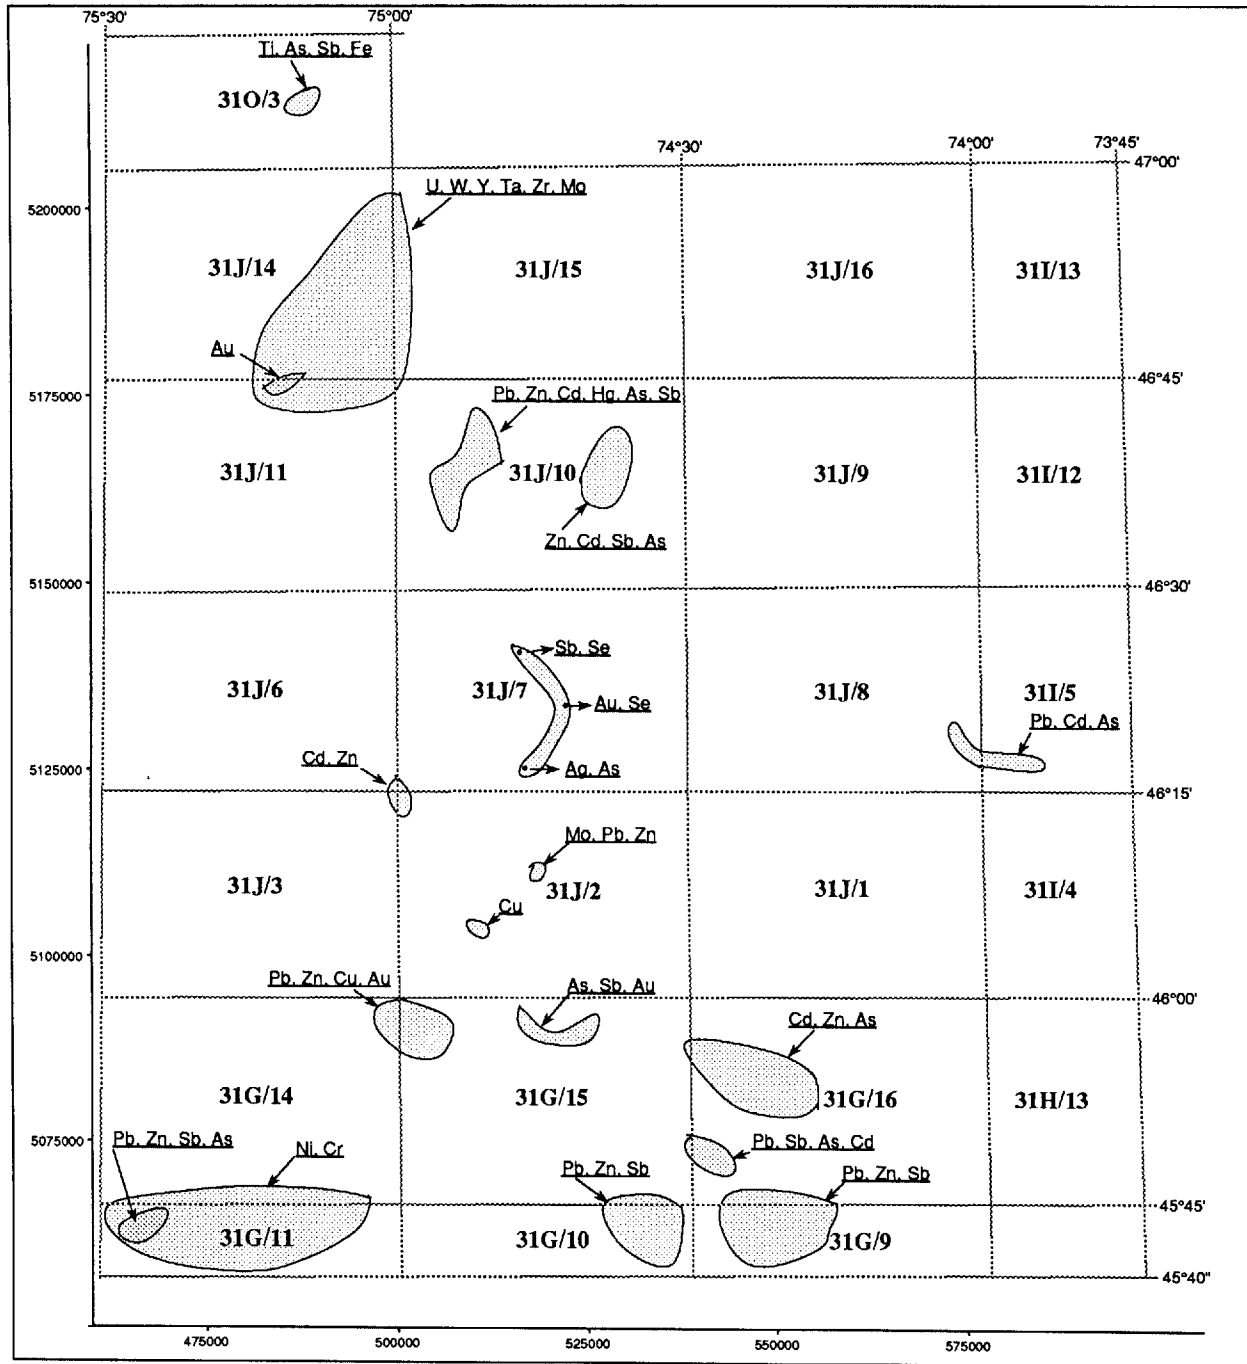 75°30'
75°00'
Ti, As, Sb, Fe
31O/3
74°30'
74°00'
73°45'
47°00'
U, W, Y, Ta, Zr, Mo
5200000
31J/14
31J/15
31J/16
31I/13
Au
46°45'
5175000
Pb, Zn, Cd, Hg, As, Sb
31J/11
31J/10
31J/9
31I/12
Zn, Cd, Sb, As
5150000
46°30'
Sb, Se
31J/6
31J/7
31J/8
31I/5
Au, Se
Pb, Cd, As
Cd, Zn
Ag, As
5125000
46°15'
Mo, Pb, Zn
31J/3
31J/2
31J/1
31I/4
Cu
5100000
Pb, Zn, Cu, Au
As, Sb, Au
46°00'
Cd, Zn, As
31G/14
31G/15
31G/16
31H/13
5075000
Pb, Zn, Sb, As
Ni, Cr
Pb, Sb, As, Cd
Pb, Zn, Sb
Pb, Zn, Sb
45°45'
31G/11
31G/10
31G/9
45°40"
475000
500000
525000
550000
575000